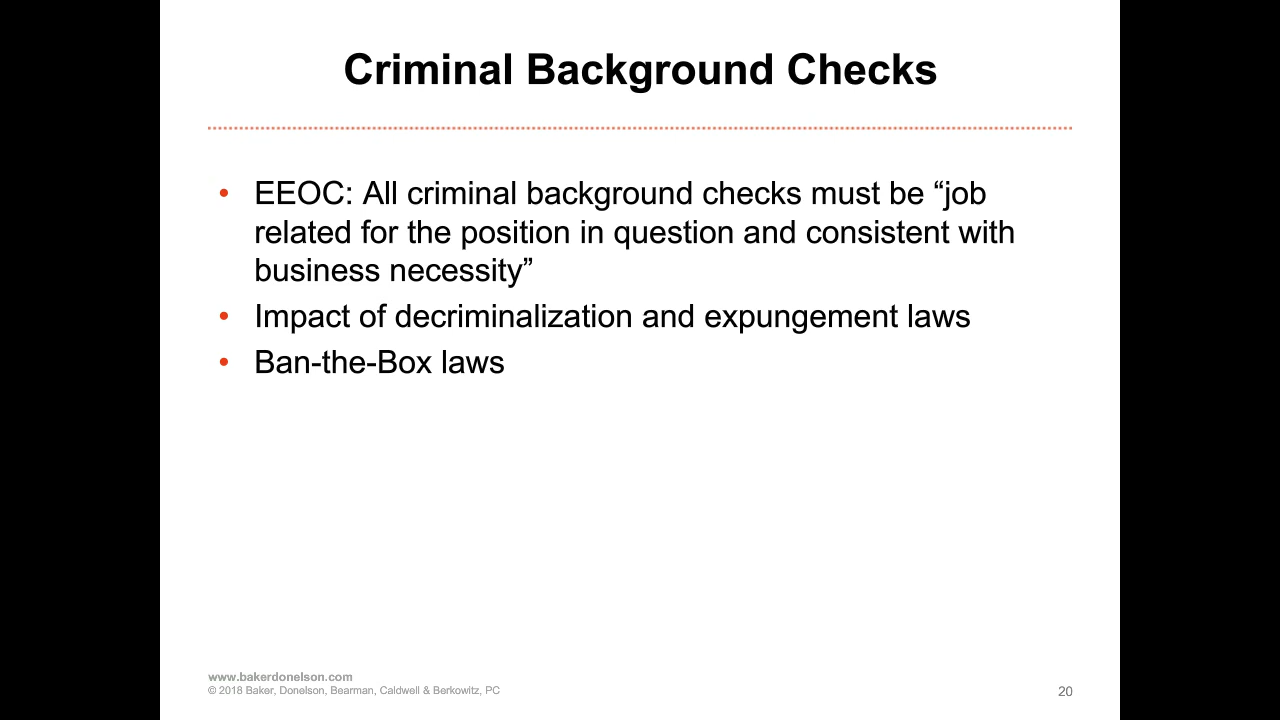 Criminal Background Checks
• EEOC: All criminal background checks must be “job
related for the position in question and consistent with
business necessity”
• Impact of decriminalization and expungement laws
• Ban-the-Box laws
www.bakerdonelson.com
© 2018 Baker, Donelson, Bearman, Caldwell & Berkowitz, PC
20